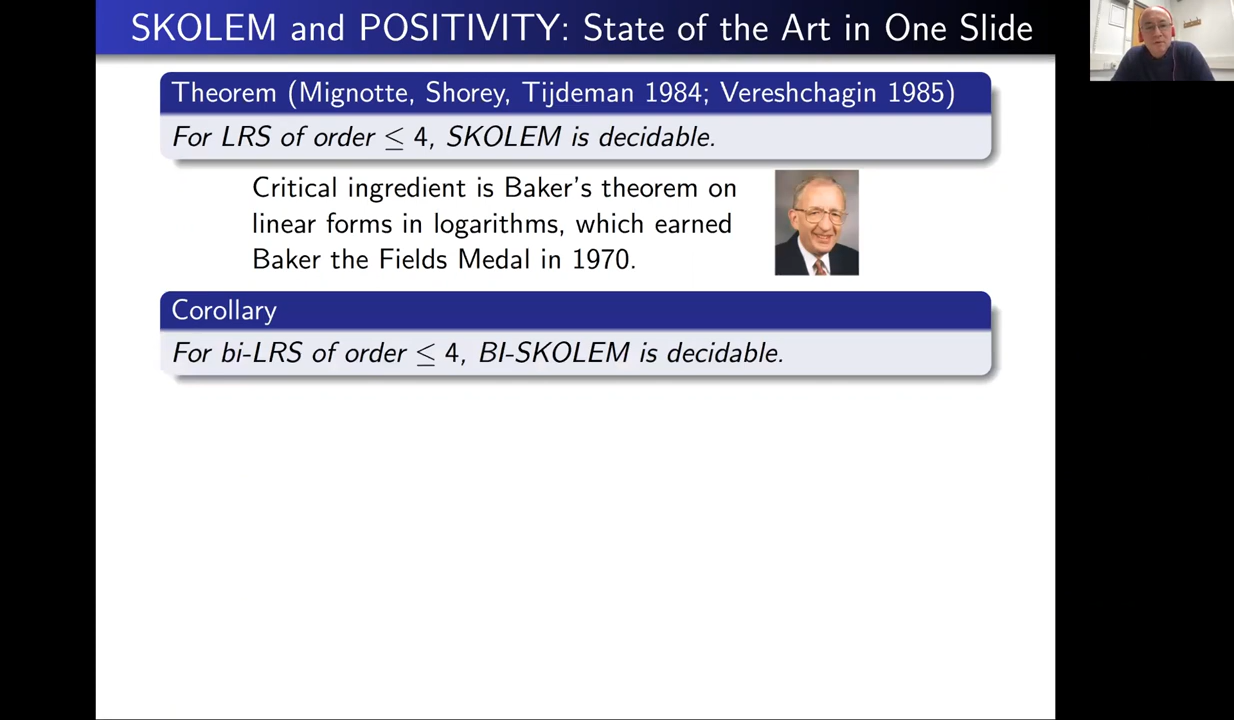 SKOLEM and POSITIVITY: State of the Art in One Slide
Theorem (Mignotte, Shorey, Tijdeman 1984; Vereshchagin 1985)
For LRS of order ≤ 4, SKOLEM is decidable.
Critical ingredient is Baker's theorem on
linear forms in logarithms, which earned
Baker the Fields Medal in 1970.
Corollary
For bi-LRS of order ≤ 4, BI-SKOLEM is decidable.